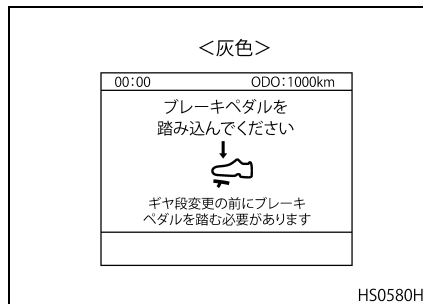 ＜灰色＞
00:00 ODO:1000km
ブレーキペダルを
踏み込んでください
ギヤ段変更の前にブレーキ
ペダルを踏む必要があります
HS0580H